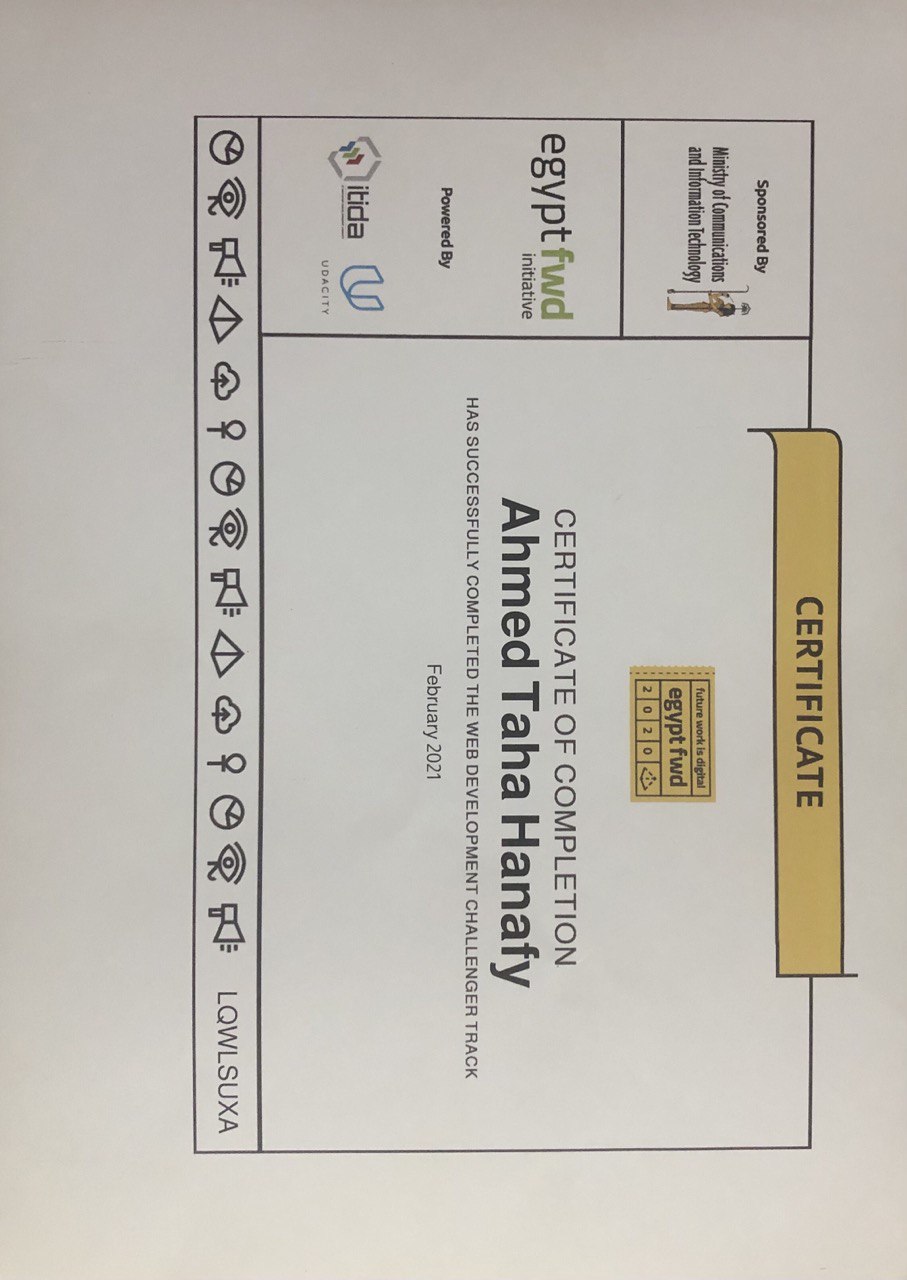 CERTIFICATE
Sponsored By
Ministry of Communications
and Information Technology
egypt fwd
initiative
Powered By
itida
UDACITY
future work is digital
egypt fwd
2 0 2 0
CERTIFICATE OF COMPLETION
Ahmed Taha Hanafy
HAS SUCCESSFULLY COMPLETED THE WEB DEVELOPMENT CHALLENGER TRACK
February 2021
LQWLSUXA